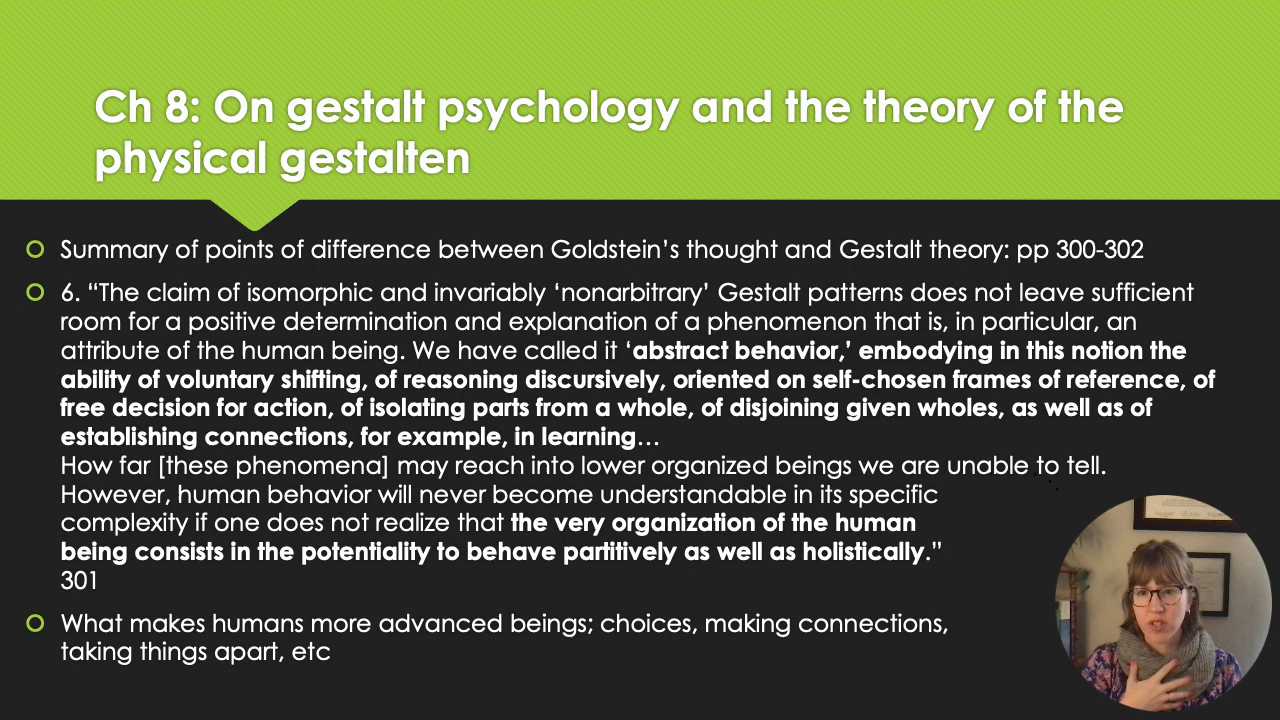 Ch 8: On gestalt psychology and the theory of the
physical gestalten
Summary of points of difference between Goldstein’s thought and Gestalt theory: pp 300-302
6. “The claim of isomorphic and invariably ‘nonarbitrary’ Gestalt patterns does not leave sufficient
room for a positive determination and explanation of a phenomenon that is, in particular, an
attribute of the human being. We have called it ‘abstract behavior,’ embodying in this notion the
ability of voluntary shifting, of reasoning discursively, oriented on self-chosen frames of reference, of
free decision for action, of isolating parts from a whole, of disjoining given wholes, as well as of
establishing connections, for example, in learning…
How far [these phenomena] may reach into lower organized beings we are unable to tell.
However, human behavior will never become understandable in its specific
complexity if one does not realize that the very organization of the human
being consists in the potentiality to behave partitively as well as holistically.”
301
What makes humans more advanced beings; choices, making connections,
taking things apart, etc